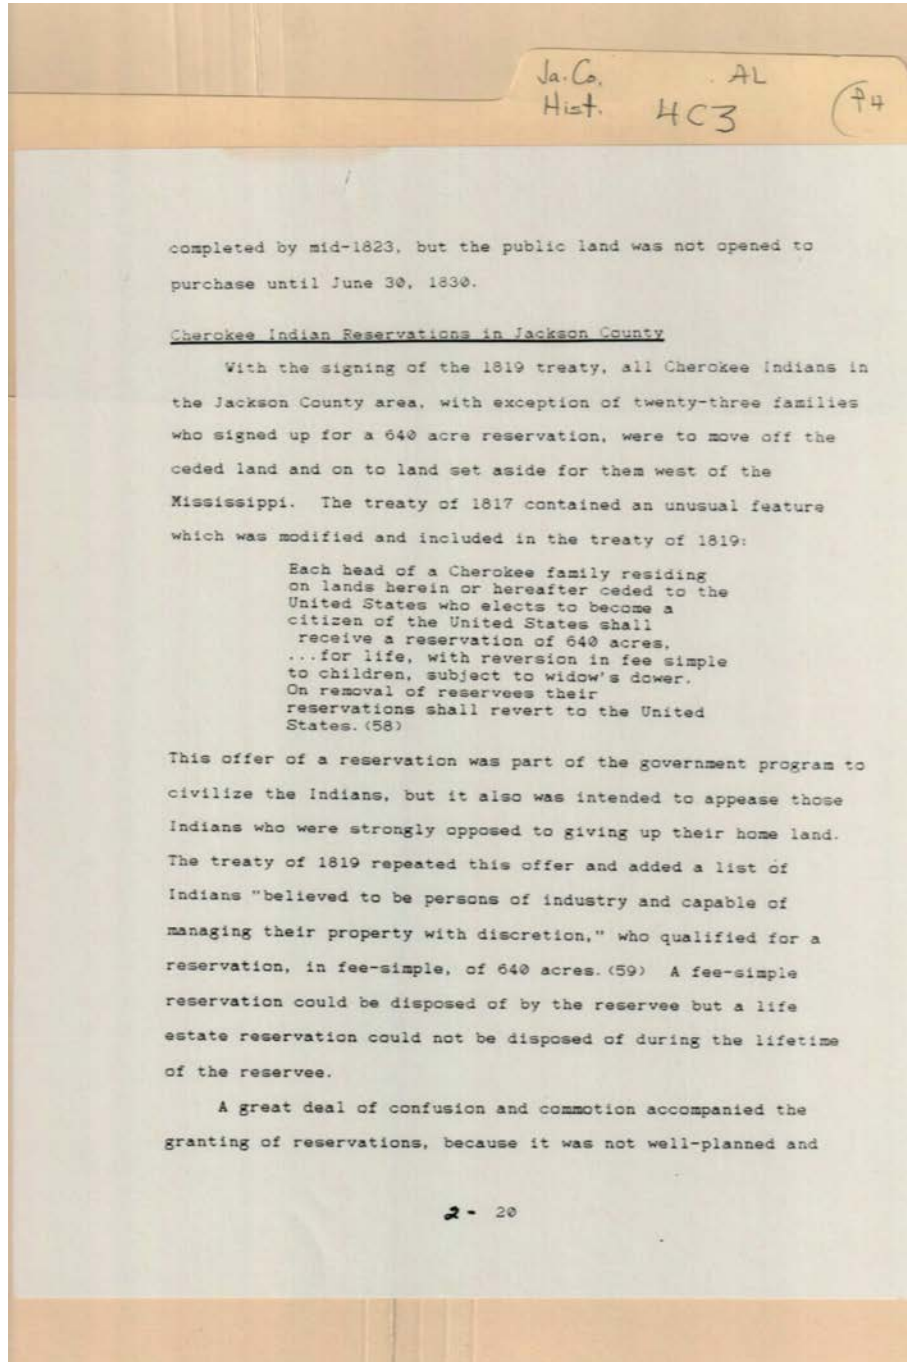 Ja. Co. AL
Hist. 4C3
completed by mid-1823, but the public land was not opened to
purchase until June 30, 1830.
Cherokee Indian Reservations in Jackson County
With the signing of the 1819 treaty, all Cherokee Indians in
the Jackson County area, with exception of twenty-three families
who signed up for a 640 acre reservation, were to move off the
ceded land and on to land set aside for them west of the
Mississippi. The treaty of 1817 contained an unusual feature
which was modified and included in the treaty of 1819:
Each head of a Cherokee family residing
on lands herein or hereafter ceded to the
United States who elects to become a
citizen of the United States shall
receive a reservation of 640 acres,
...for life, with reversion in fee simple
to children, subject to widow's dower.
On removal of reservees their
reservations shall revert to the United
States.(58)
This offer of a reservation was part of the government program to
civilize the Indians, but it also was intended to appease those
Indians who were strongly opposed to giving up their home land.
The treaty of 1819 repeated this offer and added a list of
Indians "believed to be persons of industry and capable of
managing their property with discretion," who qualified for a
reservation, in fee-simple, of 640 acres.(59) A fee-simple
reservation could be disposed of by the reservee but a life
estate reservation could not be disposed of during the lifetime
of the reservee.
A great deal of confusion and commotion accompanied the
granting of reservations, because it was not well-planned and
2- 20